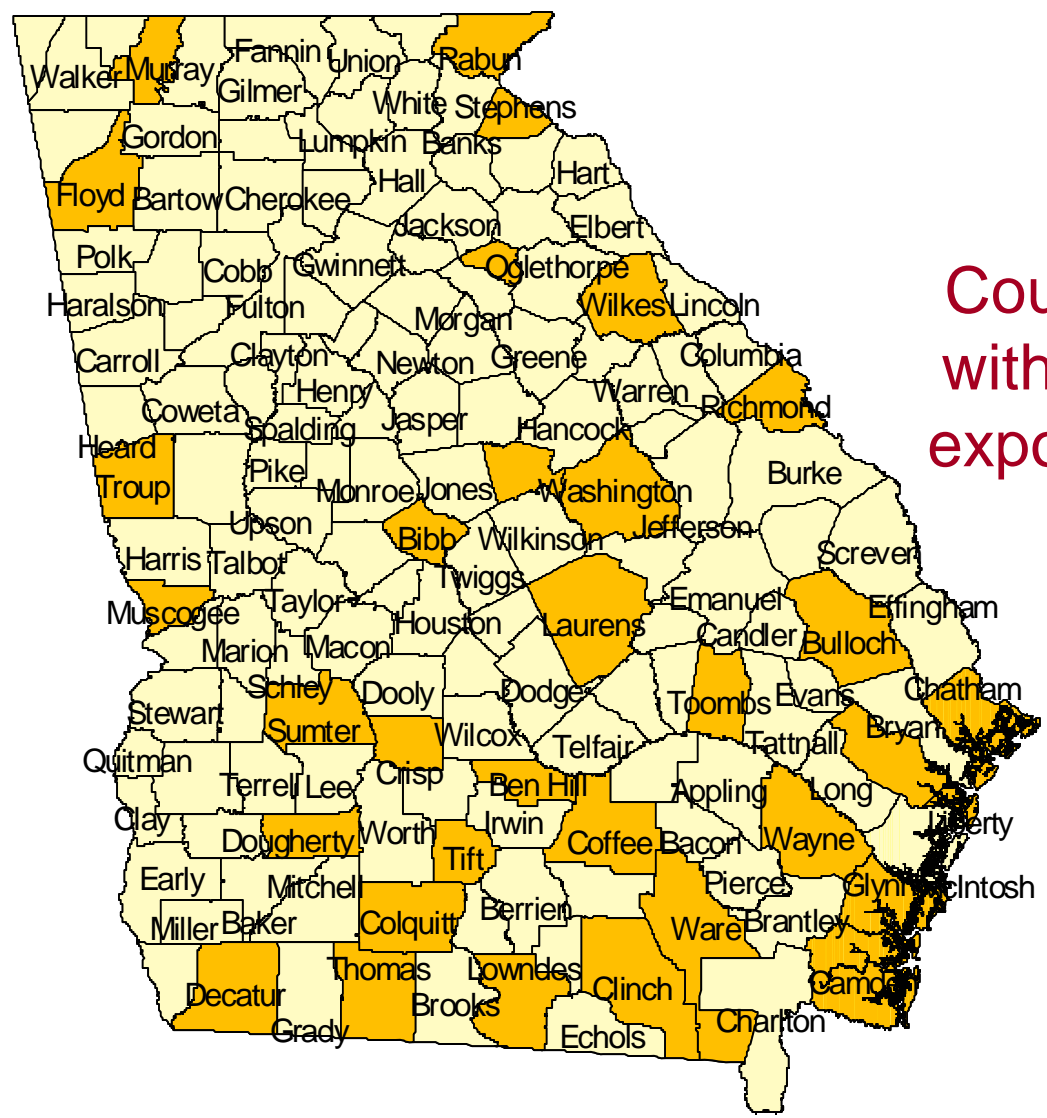 Fannin
Union
Rabun
Walker
Murray
Gilmer
White
Stephens
Gordon
Lumpkin
Banks
Hall
Hart
Floyd
Bartow
Cherokee
Jackson
Elbert
Polk
Cobb
Gwinnett
Oglethorpe
Haralson
Fulton
Morgan
Wilkes
Lincoln
Carroll
Clayton
Newton
Greene
Columbia
Henry
Warren
Coweta
Spalding
Jasper
Hancock
Richmond
Heard
Troup
Pike
Monroe
Jones
Washington
Burke
Upson
Bibb
Wilkinson
Jefferson
Harris
Talbot
Twiggs
Screven
Muscogee
Taylor
Houston
Laurens
Emanuel
Effingham
Marion
Macon
Candler
Bulloch
Schley
Dooly
Dodge
Toombs
Evans
Chatham
Stewart
Sumter
Wilcox
Telfair
Tattnall
Bryan
Quitman
Terrell
Lee
Crisp
Ben Hill
Appling
Long
Clay
Dougherty
Worth
Irwin
Coffee
Bacon
Wayne
Liberty
Early
Mitchell
Tift
Pierce
Glynn
cIntosh
Miller
Baker
Colquitt
Berrien
Ware
Brantley
Decatur
Thomas
Lowndes
Clinch
Camden
Grady
Brooks
Echols
Charlton
Cou
with
expo